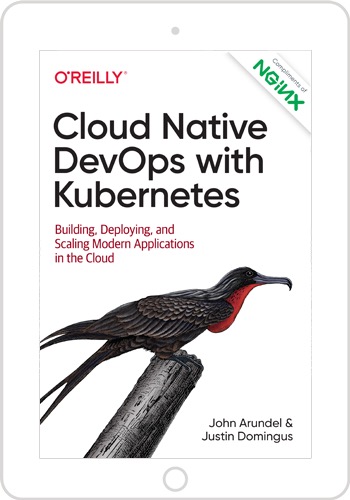 O'REILLY®
Compliments of
NGINX
Cloud Native
DevOps with
Kubernetes
Building, Deploying, and
Scaling Modern Applications
in the Cloud
John Arundel &
Justin Domingus